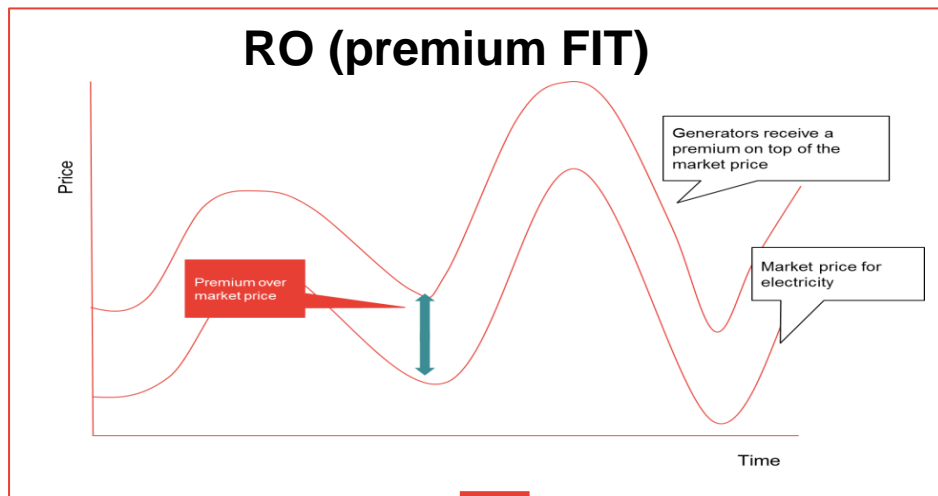 RO (premium FIT)
Generators receive a
premium on top of the
market price
Price
Premium over
market price
Market price for
electricity
Time